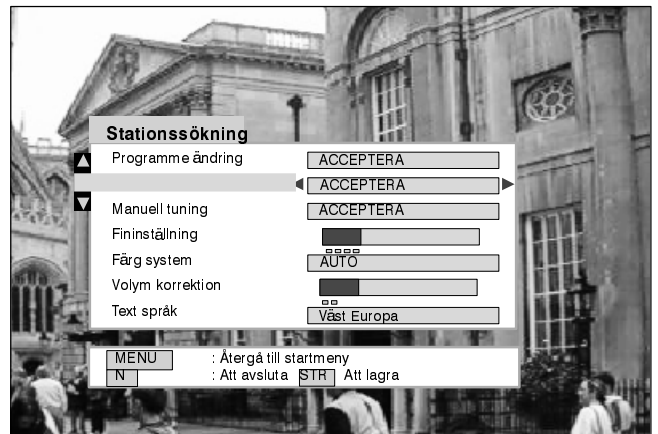 Stationssökning
Programme ändring ACCEPTERA
ACCEPTERA
Manuell tuning ACCEPTERA
Fininställning
Färg system AUTO
Volym korrektion
Text språk Väst Europa
MENU : Återgå till startmeny
N : Att avsluta STR Att lagra